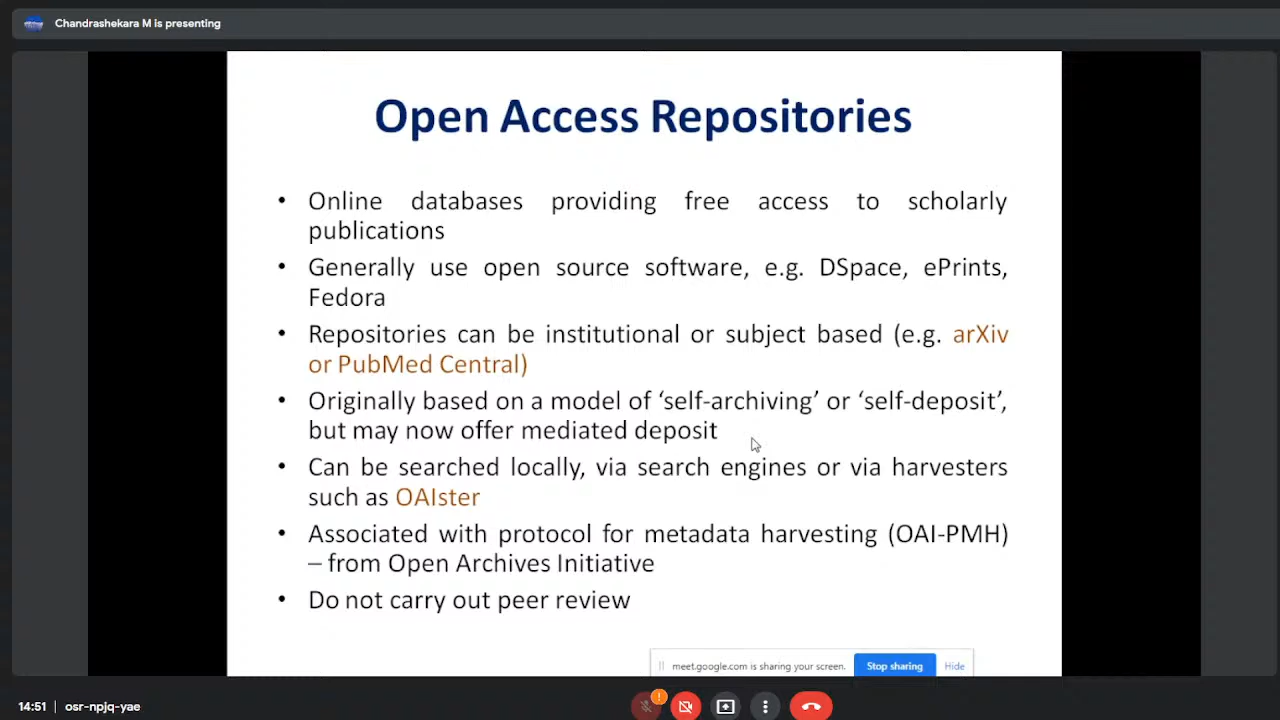 Chandrashekara M is presenting
Open Access Repositories
• Online databases providing free access to scholarly
publications
• Generally use open source software, e.g. DSpace, ePrints,
Fedora
• Repositories can be institutional or subject based (e.g. arXiv
or PubMed Central)
• Originally based on a model of ‘self-archiving’ or ‘self-deposit’,
but may now offer mediated deposit
• Can be searched locally, via search engines or via harvesters
such as OAIster
• Associated with protocol for metadata harvesting (OAI-PMH)
– from Open Archives Initiative
• Do not carry out peer review
meet.google.com is sharing your screen. Stop sharing Hide
14:51 | osr-npjq-yae